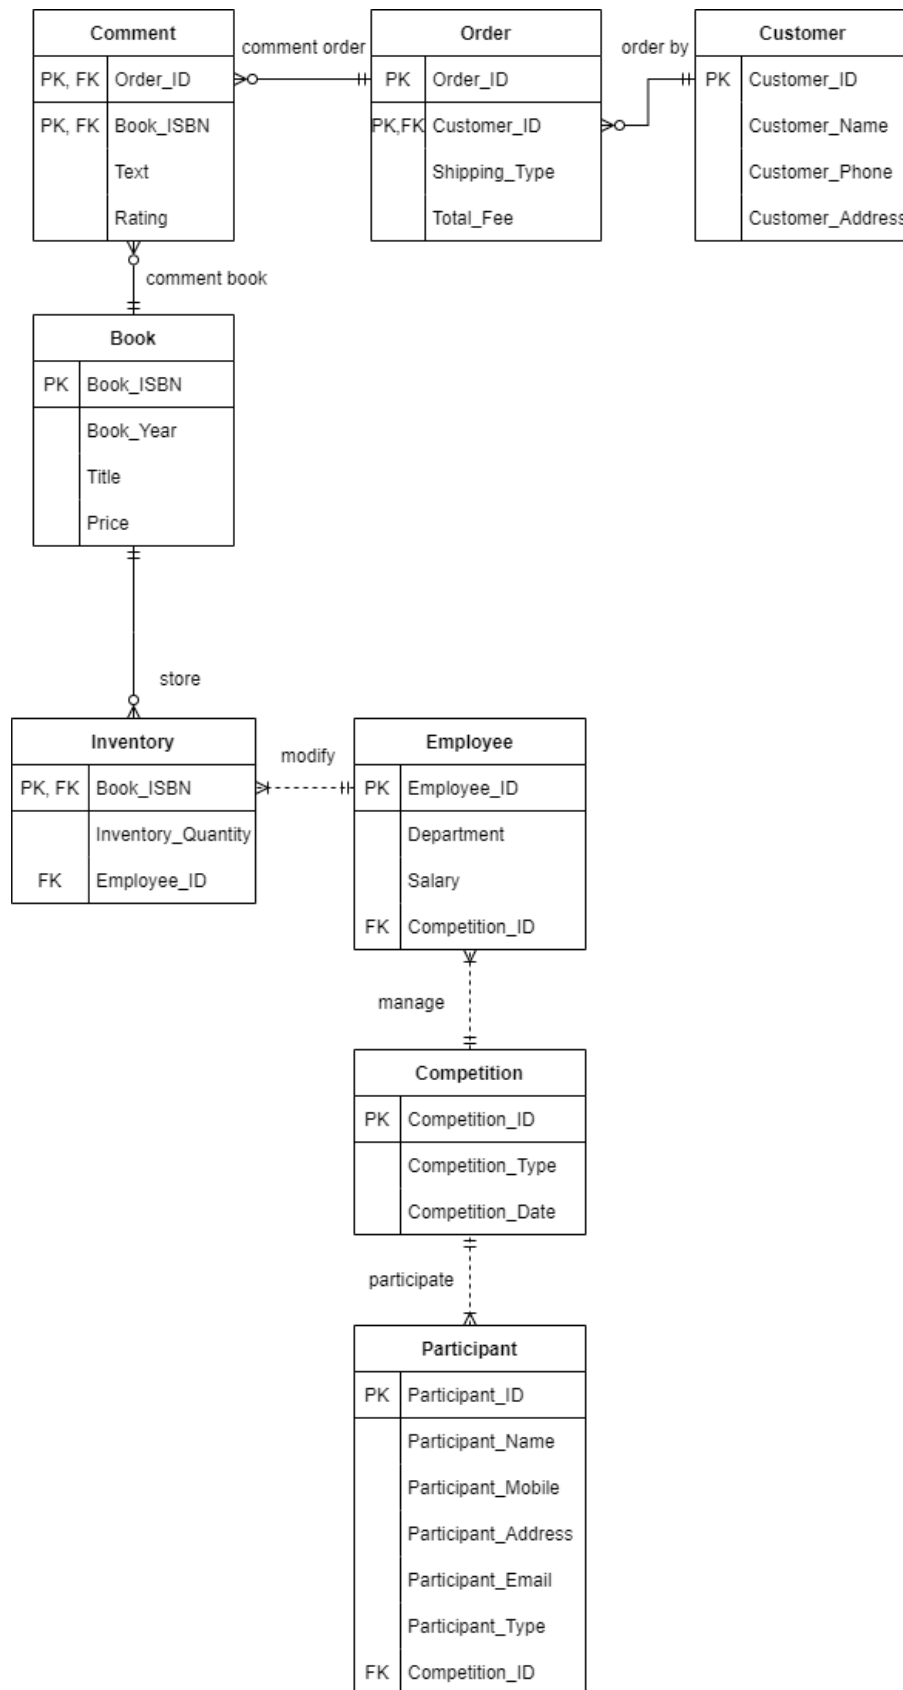 Comment
PK, FK Order_ID
PK, FK Book_ISBN
Text
Rating
comment order
Order
PK Order_ID
PK,FK Customer_ID
Shipping_Type
Total_Fee
order by
Customer
PK Customer_ID
Customer_Name
Customer_Phone
Customer_Address
comment book
Book
PK Book_ISBN
Book_Year
Title
Price
store
Inventory
PK, FK Book_ISBN
Inventory_Quantity
FK Employee_ID
modify
Employee
PK Employee_ID
Department
Salary
FK Competition_ID
manage
Competition
PK Competition_ID
Competition_Type
Competition_Date
participate
Participant
PK Participant_ID
Participant_Name
Participant_Mobile
Participant_Address
Participant_Email
Participant_Type
FK Competition_ID